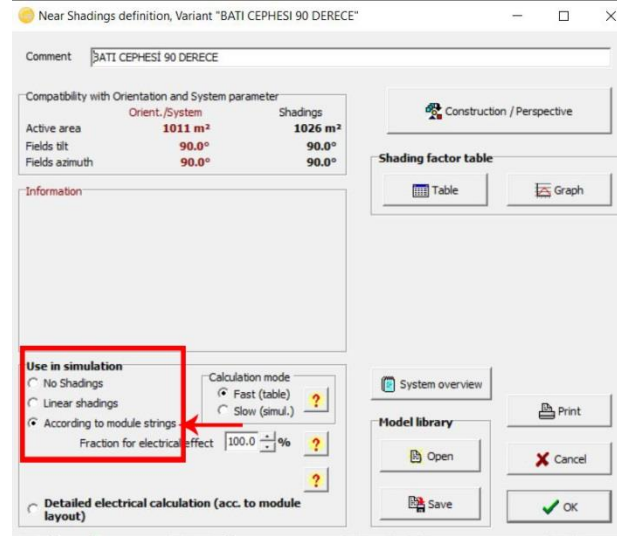 Near Shadings definition, Variant "BATI CEPHESI 90 DERECE"
Comment BATI CEPHESİ 90 DERECE
Compatibility with Orientation and System parameter
Orient./System Shadings
Active area 1011 m² 1026 m²
Fields tilt 90.0° 90.0°
Fields azimuth 90.0° 90.0°
Construction / Perspective
Shading factor table
Table Graph
Information
Use in simulation
No Shadings
Linear shadings
According to module strings
Calculation mode
Fast (table)
Slow (simul.)
?
Fraction for electrical effect 100.0 % ?
?
Detailed electrical calculation (acc. to module
layout)
System overview
Model library
Open
Save
Print
Cancel
OK